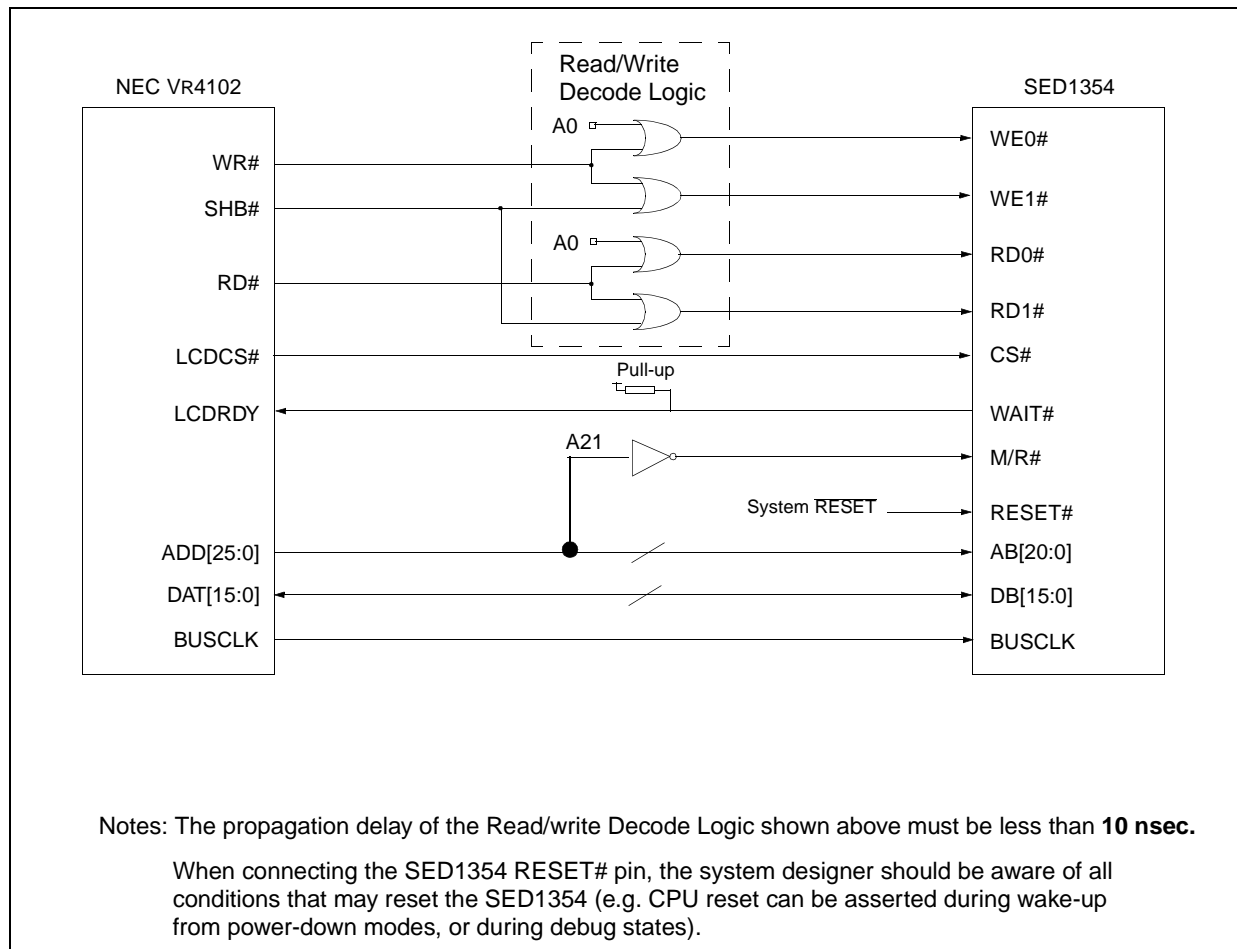 Read/Write
Decode Logic
NEC VR4102
SED1354
A0
WE0#
WR#
WE1#
SHB#
A0
RD0#
RD#
RD1#
LCDCS#
CS#
Pull-up
LCDRDY
WAIT#
A21
M/R#
System RESET
RESET#
ADD[25:0]
AB[20:0]
DAT[15:0]
DB[15:0]
BUSCLK
BUSCLK
Notes: The propagation delay of the Read/write Decode Logic shown above must be less than 10 nsec.
When connecting the SED1354 RESET# pin, the system designer should be aware of all
conditions that may reset the SED1354 (e.g. CPU reset can be asserted during wake-up
from power-down modes, or during debug states).